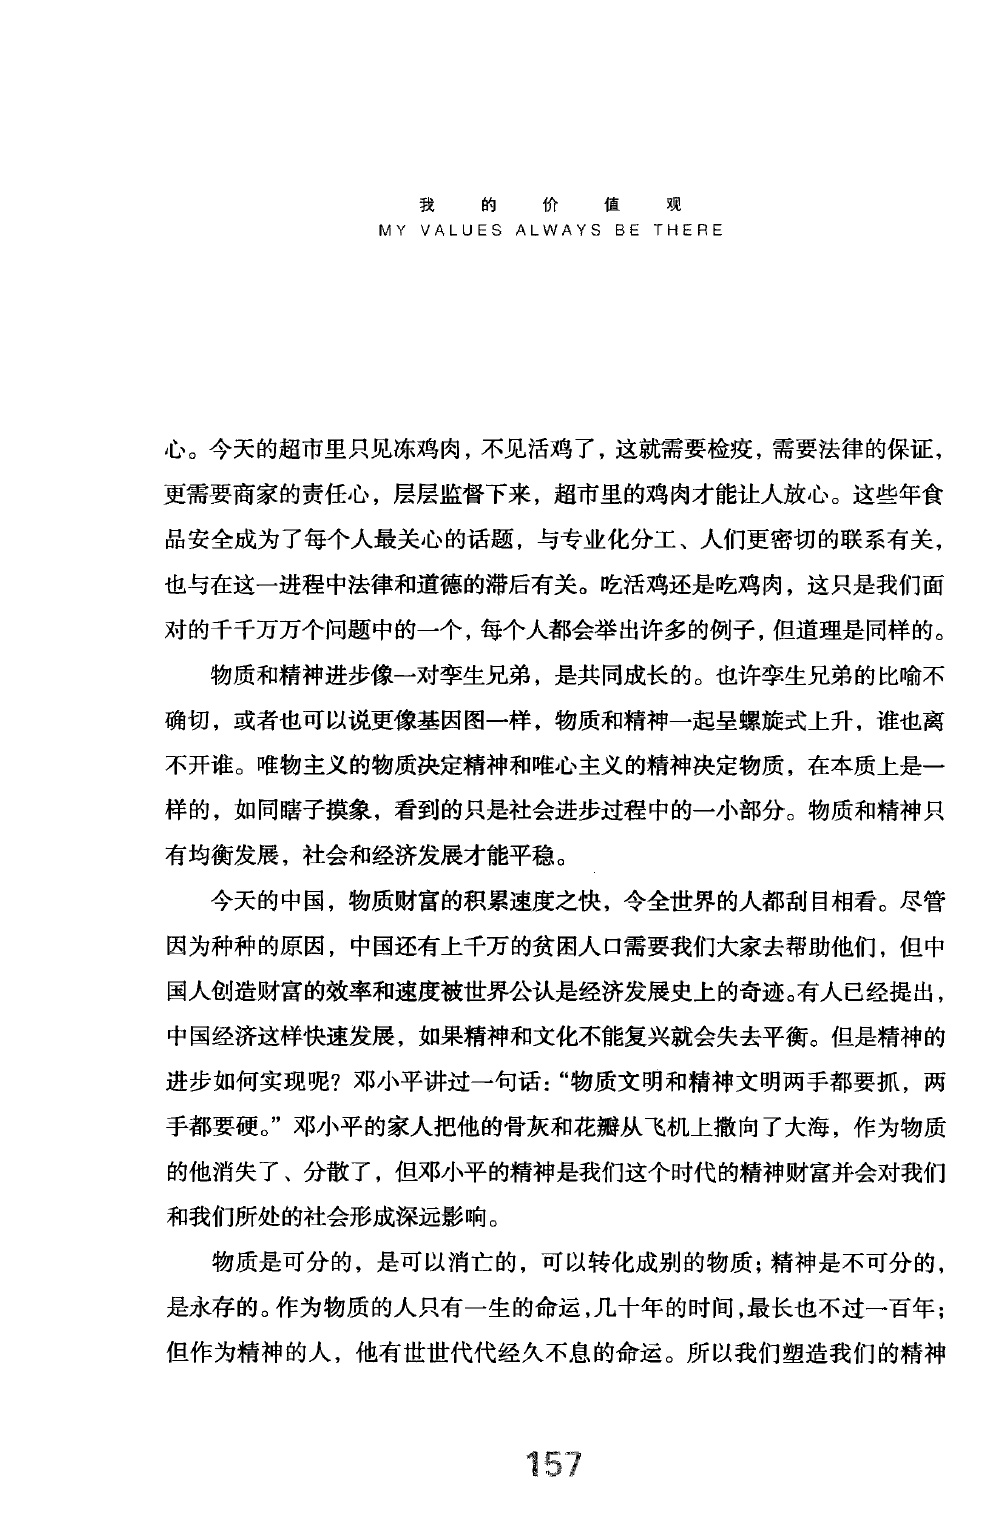 我的价值观
MY VALUES ALWAYS BE THERE
心。今天的超市里只见冻鸡肉，不见活鸡了，这就需要检疫，需要法律的保证，
更需要商家的责任心，层层监督下来，超市里的鸡肉才能让人放心。这些年食
品安全成为了每个人最关心的话题，与专业化分工、人们更密切的联系有关，
也与在这一进程中法律和道德的滞后有关。吃活鸡还是吃鸡肉，这只是我们面
对的千千万万个问题中的一个，每个人都会举出许多的例子，但道理是同样的。
物质和精神进步像一对孪生兄弟，是共同成长的。也许孪生兄弟的比喻不
确切，或者也可以说更像基因图一样，物质和精神一起呈螺旋式上升，谁也离
不开谁。唯物主义的物质决定精神和唯心主义的精神决定物质，在本质上是一
样的，如同瞎子摸象，看到的只是社会进步过程中的一小部分。物质和精神只
有均衡发展，社会和经济发展才能平稳。
今天的中国，物质财富的积累速度之快，令全世界的人都刮目相看。尽管
因为种种的原因，中国还有上千万的贫困人口需要我们大家去帮助他们，但中
国人创造财富的效率和速度被世界公认是经济发展史上的奇迹。有人已经提出，
中国经济这样快速发展，如果精神和文化不能复兴就会失去平衡。但是精神的
进步如何实现呢？邓小平讲过一句话：“物质文明和精神文明两手都要抓，两
手都要硬。”邓小平的家人把他的骨灰和花瓣从飞机上撒向了大海，作为物质
的他消失了、分散了，但邓小平的精神是我们这个时代的精神财富并会对我们
和我们所处的社会形成深远影响。
物质是可分的，是可以消亡的，可以转化成别的物质；精神是不可分的，
是永存的。作为物质的人只有一生的命运，几十年的时间，最长也不过一百年；
但作为精神的人，他有世世代代经久不息的命运。所以我们塑造我们的精神
157